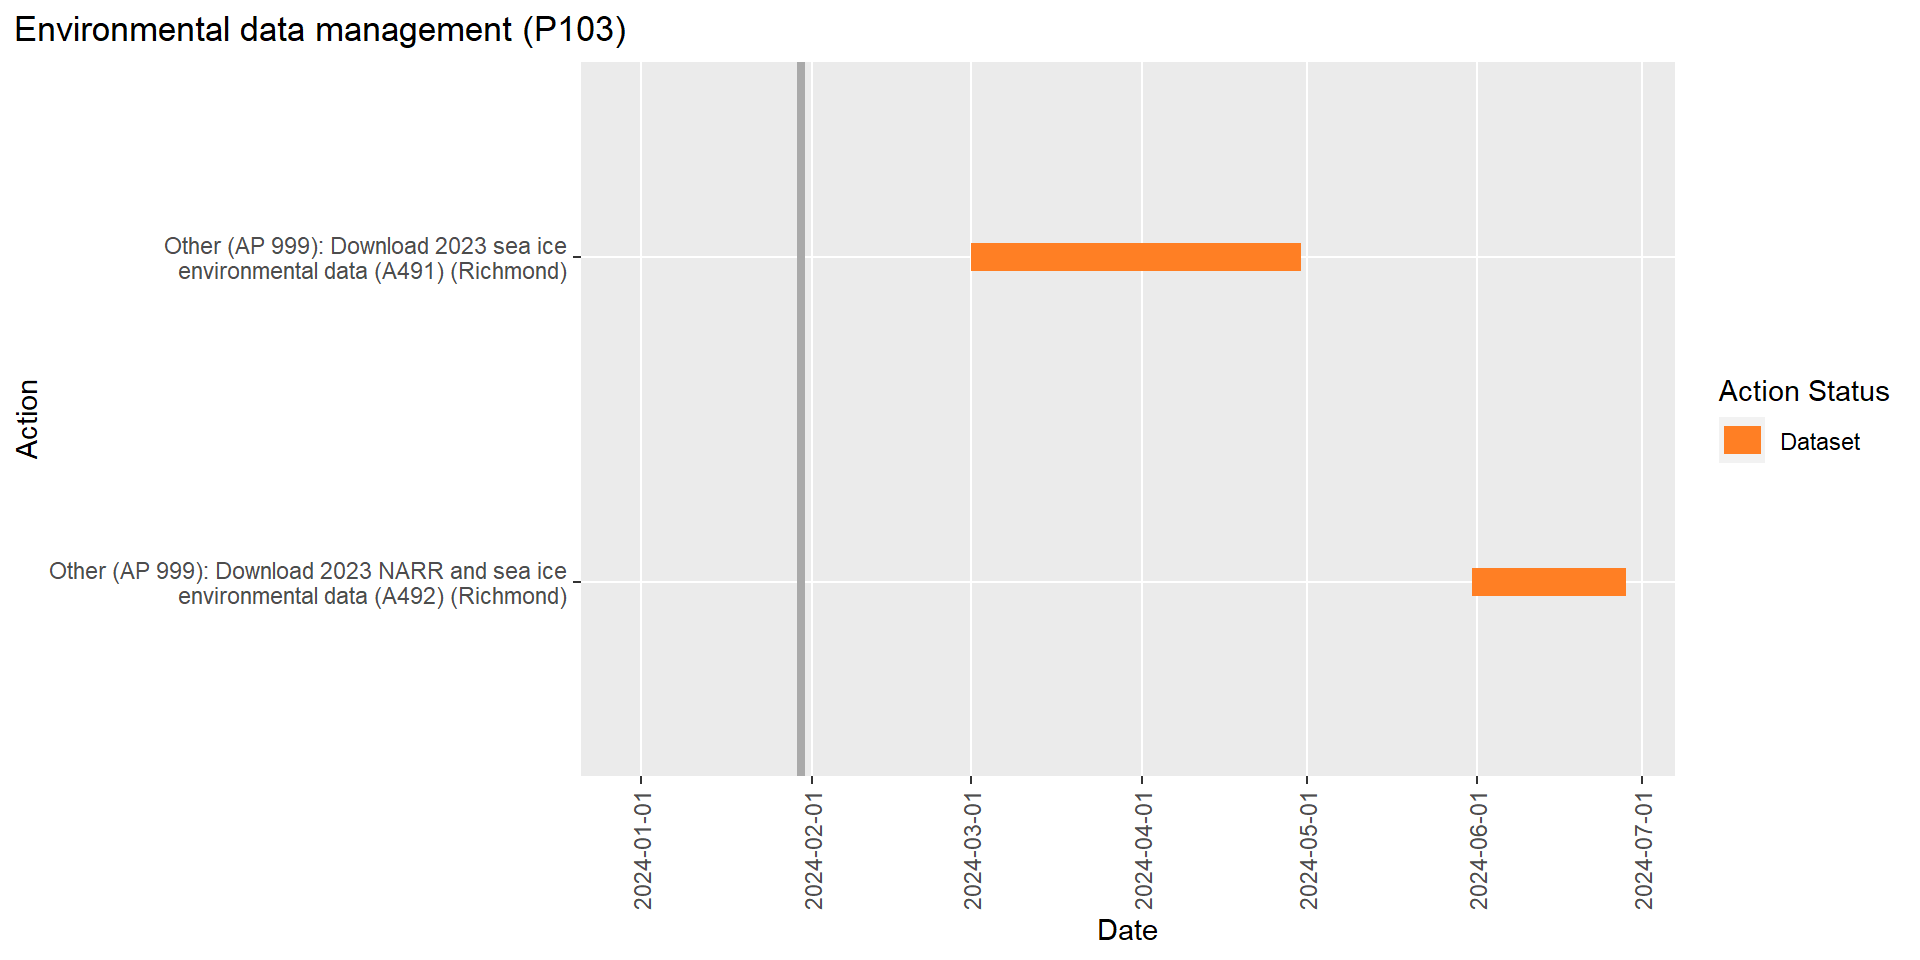 Environmental data management (P103)
Action
Other (AP 999): Download 2023 sea ice
environmental data (A491) (Richmond)
Other (AP 999): Download 2023 NARR and sea ice
environmental data (A492) (Richmond)
2024-01-01
2024-02-01
2024-03-01
2024-04-01
2024-05-01
2024-06-01
2024-07-01
Date
Action Status
Dataset